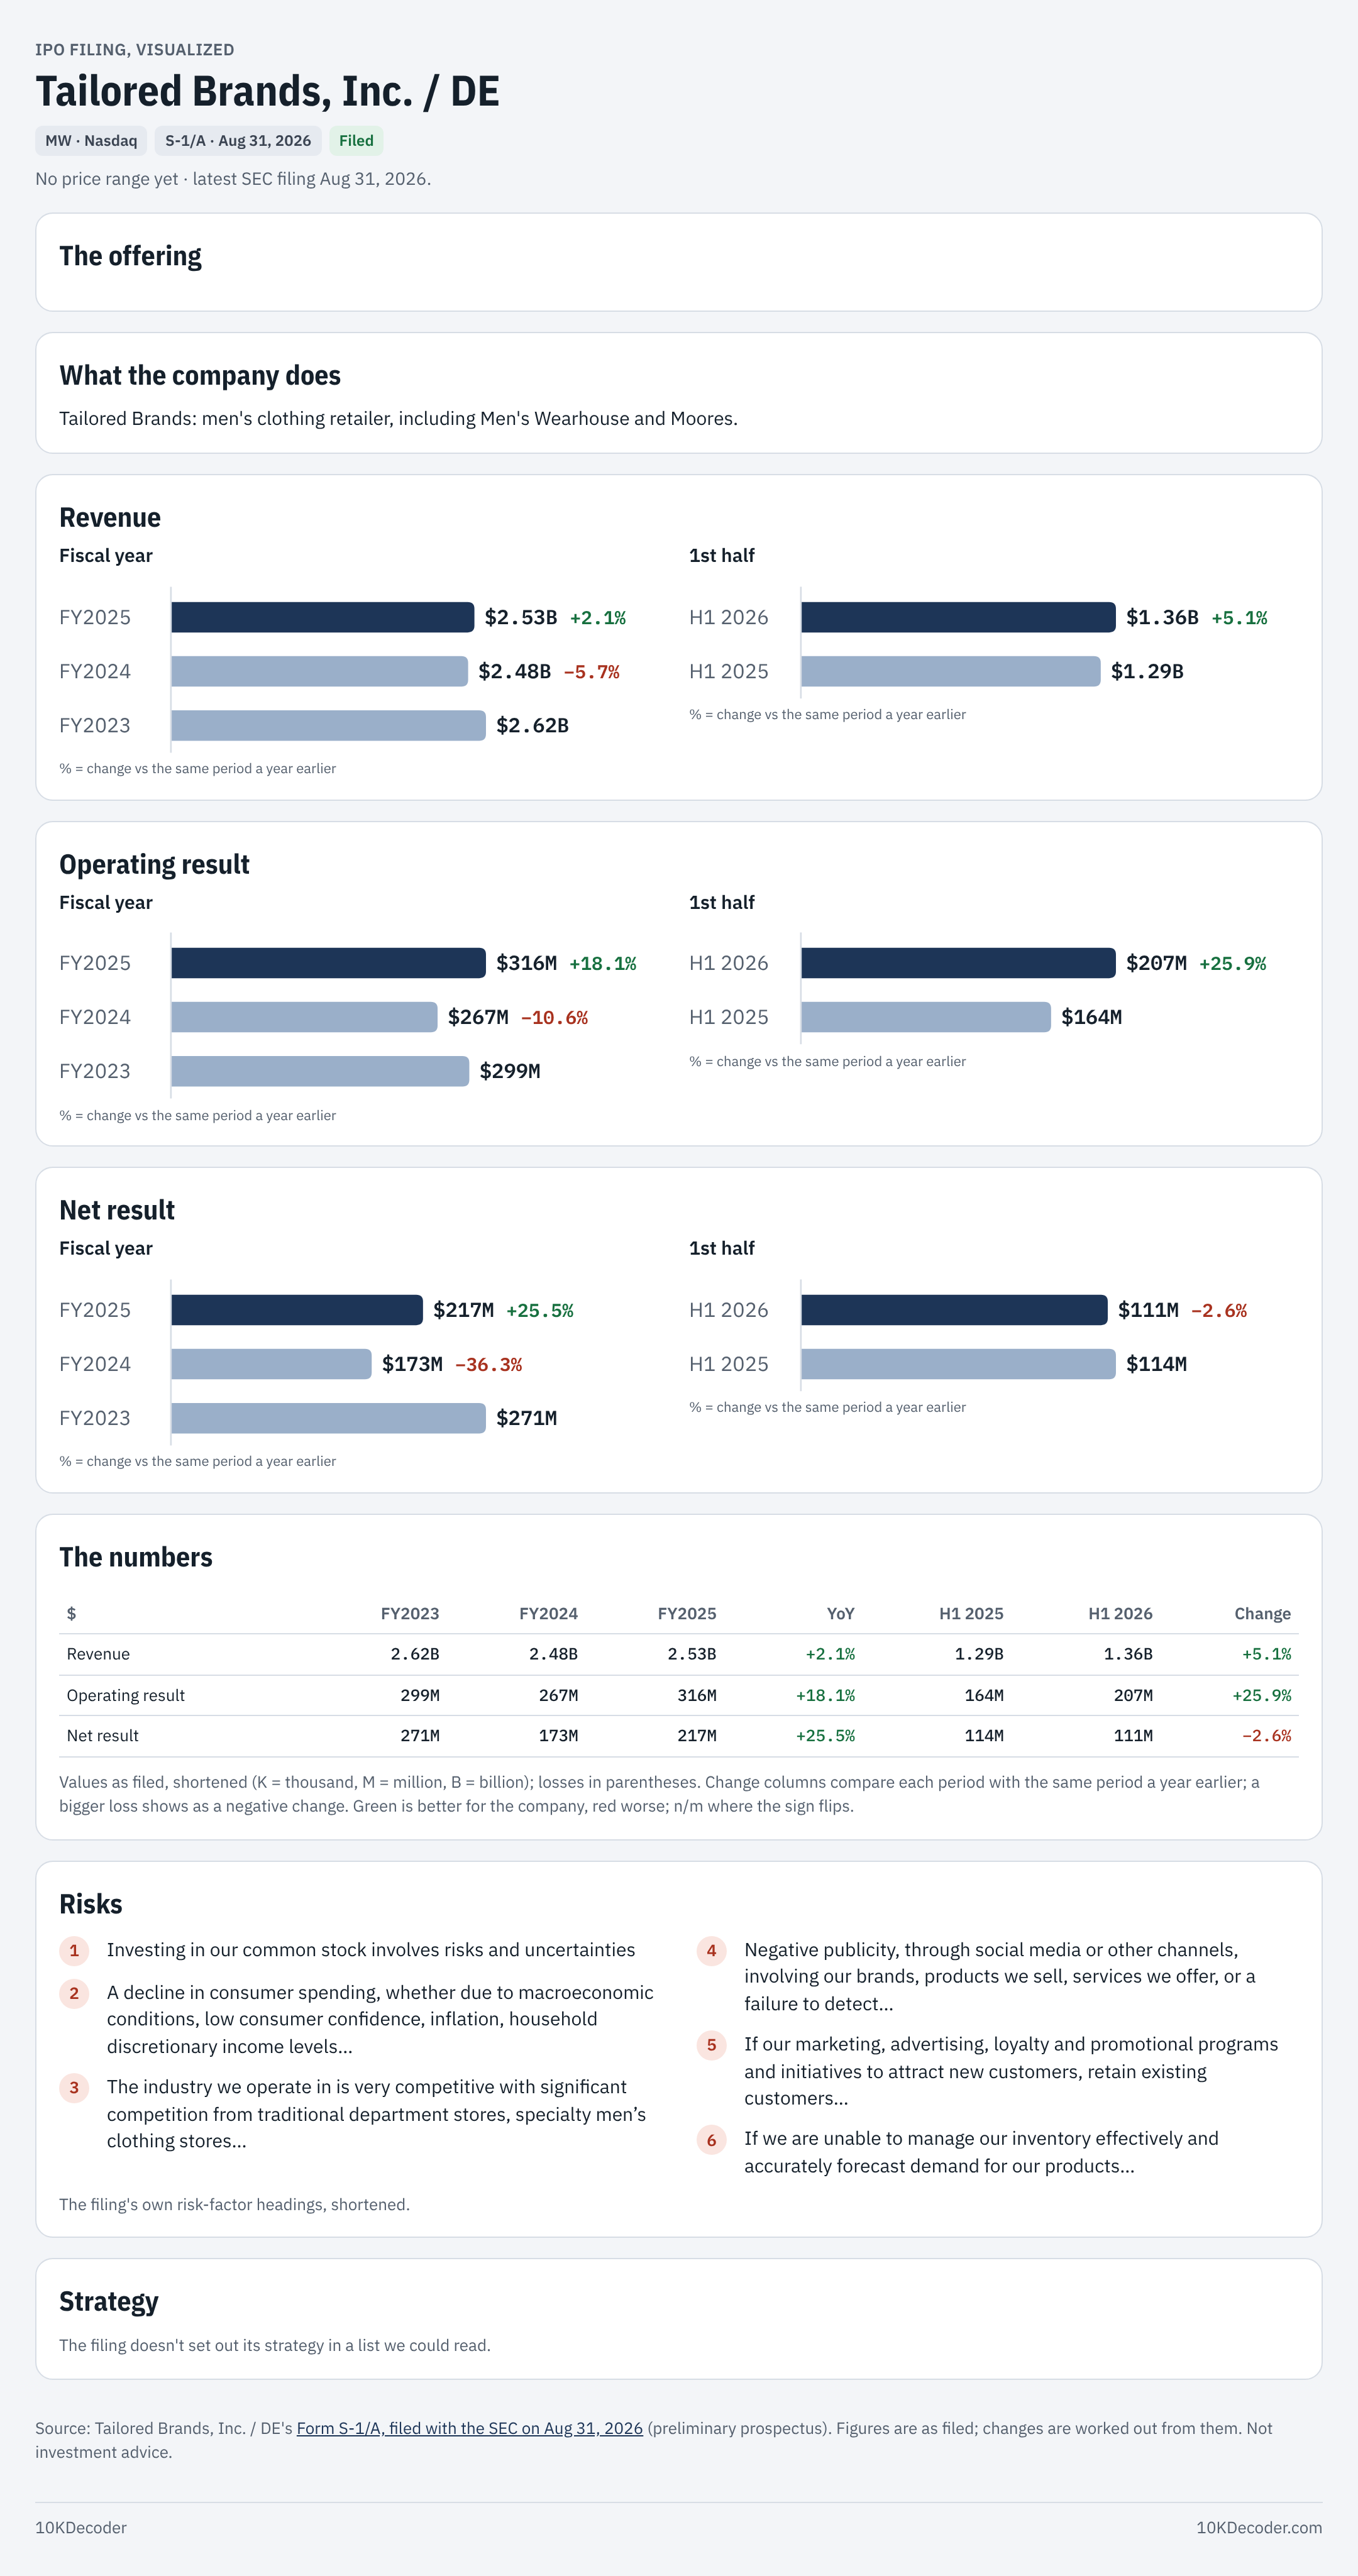 IPO FILING, VISUALIZED
Tailored Brands, Inc. / DE
MW · Nasdaq
S-1/A · Aug 31, 2026
Filed
No price range yet · latest SEC filing Aug 31, 2026.
The offering
What the company does
Tailored Brands: men's clothing retailer, including Men's Wearhouse and Moores.
Revenue
Fiscal year
FY2025 $2.53B +2.1%
FY2024 $2.48B −5.7%
FY2023 $2.62B
% = change vs the same period a year earlier
1st half
H1 2026 $1.36B +5.1%
H1 2025 $1.29B
% = change vs the same period a year earlier
Operating result
Fiscal year
FY2025 $316M +18.1%
FY2024 $267M −10.6%
FY2023 $299M
% = change vs the same period a year earlier
1st half
H1 2026 $207M +25.9%
H1 2025 $164M
% = change vs the same period a year earlier
Net result
Fiscal year
FY2025 $217M +25.5%
FY2024 $173M −36.3%
FY2023 $271M
% = change vs the same period a year earlier
1st half
H1 2026 $111M −2.6%
H1 2025 $114M
% = change vs the same period a year earlier
The numbers
$ FY2023 FY2024 FY2025 YoY H1 2025 H1 2026 Change
Revenue 2.62B 2.48B 2.53B +2.1% 1.29B 1.36B +5.1%
Operating result 299M 267M 316M +18.1% 164M 207M +25.9%
Net result 271M 173M 217M +25.5% 114M 111M −2.6%
Values as filed, shortened (K = thousand, M = million, B = billion); losses in parentheses. Change columns compare each period with the same period a year earlier; a
bigger loss shows as a negative change. Green is better for the company, red worse; n/m where the sign flips.
Risks
1 Investing in our common stock involves risks and uncertainties
2 A decline in consumer spending, whether due to macroeconomic
conditions, low consumer confidence, inflation, household
discretionary income levels…
3 The industry we operate in is very competitive with significant
competition from traditional department stores, specialty men’s
clothing stores…
4 Negative publicity, through social media or other channels,
involving our brands, products we sell, services we offer, or a
failure to detect…
5 If our marketing, advertising, loyalty and promotional programs
and initiatives to attract new customers, retain existing
customers…
6 If we are unable to manage our inventory effectively and
accurately forecast demand for our products…
The filing's own risk-factor headings, shortened.
Strategy
The filing doesn't set out its strategy in a list we could read.
Source: Tailored Brands, Inc. / DE's Form S-1/A, filed with the SEC on Aug 31, 2026 (preliminary prospectus). Figures are as filed; changes are worked out from them. Not
investment advice.
10KDecoder
10KDecoder.com